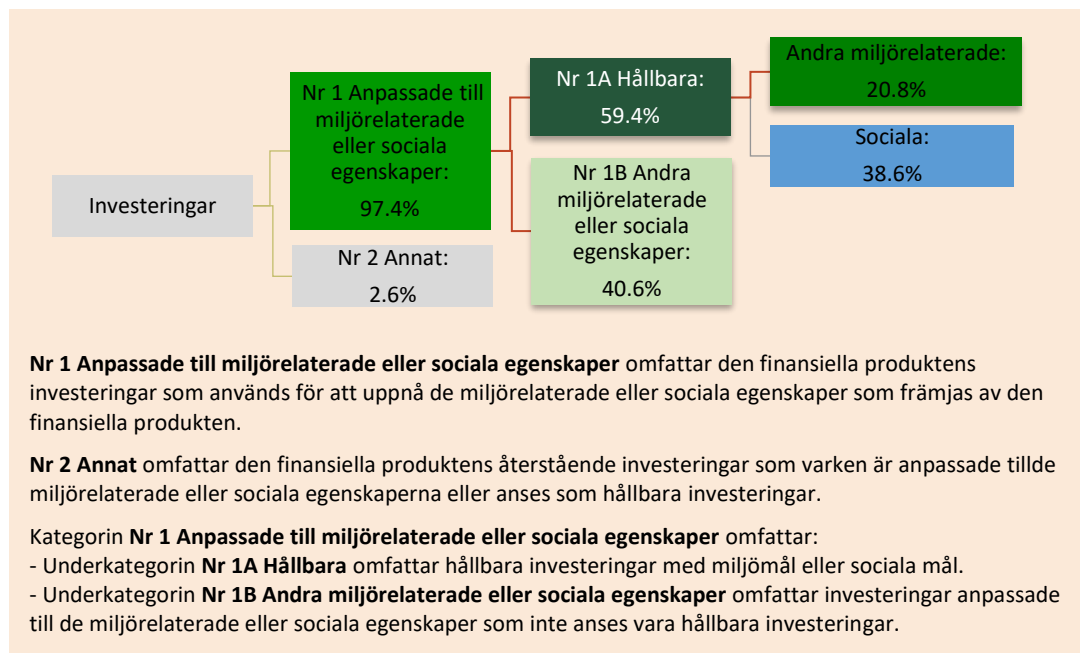 Investeringar
Nr 1 Anpassade till
miljörelaterade
eller sociala
egenskaper:
97.4%
Nr 2 Annat:
2.6%
Nr 1A Hållbara:
59.4%
Nr 1B Andra
miljörelaterade
eller sociala
egenskaper:
40.6%
Andra miljörelaterade:
20.8%
Sociala:
38.6%
Nr 1 Anpassade till miljörelaterade eller sociala egenskaper omfattar den finansiella produktens
investeringar som används för att uppnå de miljörelaterade eller sociala egenskaper som främjas av den
finansiella produkten.
Nr 2 Annat omfattar den finansiella produktens återstående investeringar som varken är anpassade tillde
miljörelaterade eller sociala egenskaperna eller anses som hållbara investeringar.
Kategorin Nr 1 Anpassade till miljörelaterade eller sociala egenskaper omfattar:
- Underkategorin Nr 1A Hållbara omfattar hållbara investeringar med miljömål eller sociala mål.
- Underkategorin Nr 1B Andra miljörelaterade eller sociala egenskaper omfattar investeringar anpassade
till de miljörelaterade eller sociala egenskaper som inte anses vara hållbara investeringar.